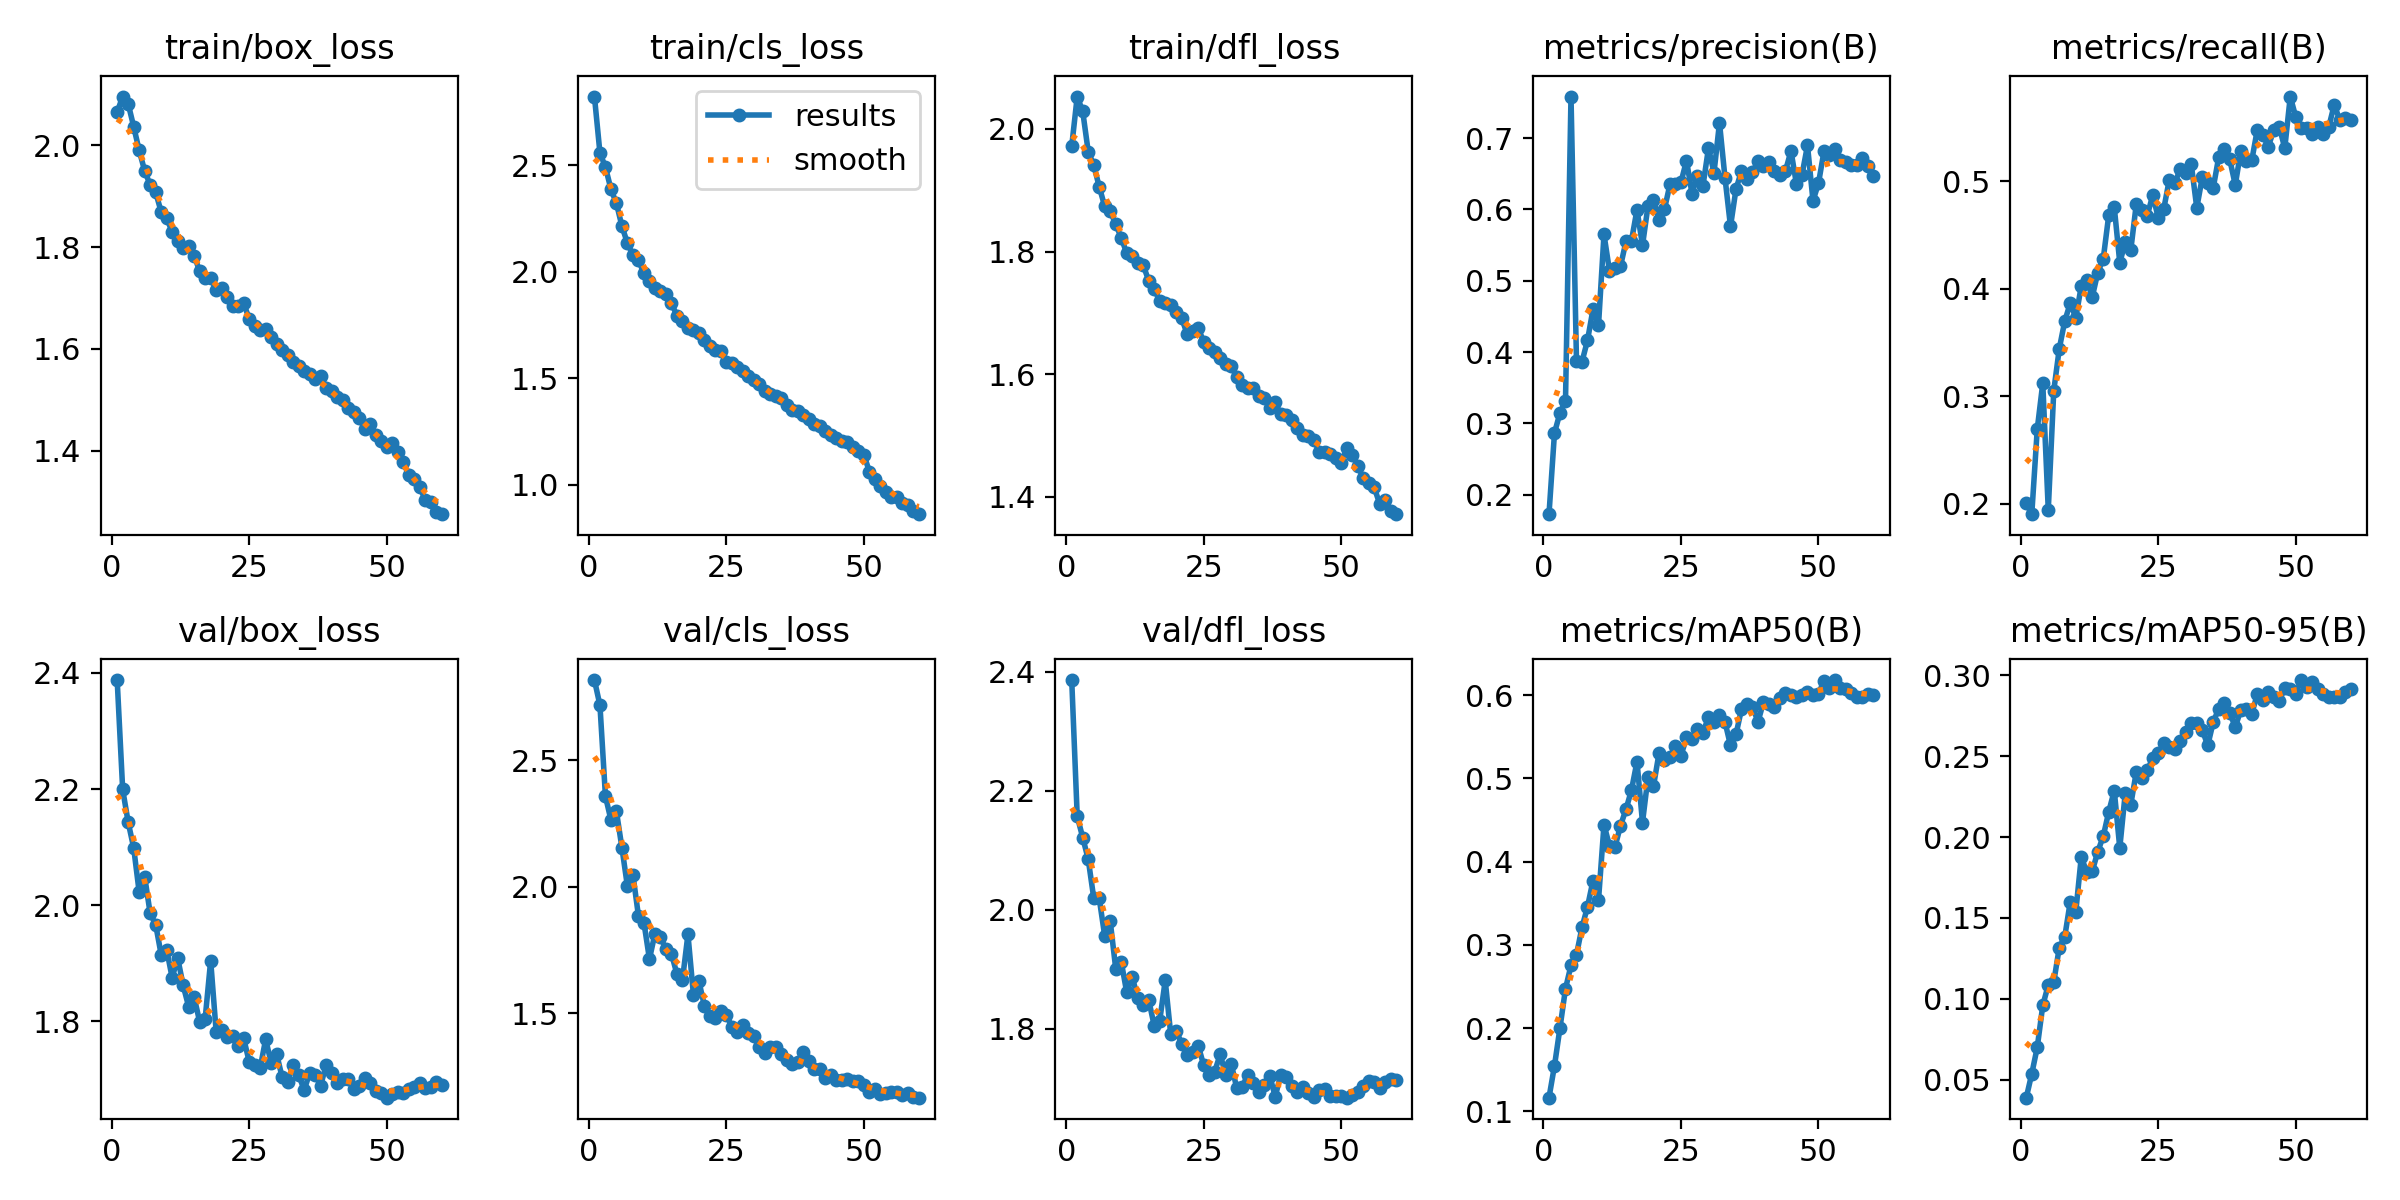 train/box_loss
train/cls_loss
train/dfl_loss
metrics/precision(B)
metrics/recall(B)
2.0
1.8
1.6
1.4
0 25 50
results
smooth
2.5
2.0
1.5
1.0
0 25 50
2.0
1.8
1.6
1.4
0 25 50
0.7
0.6
0.5
0.4
0.3
0.2
0 25 50
0.5
0.4
0.3
0.2
0 25 50
val/box_loss
val/cls_loss
val/dfl_loss
metrics/mAP50(B)
metrics/mAP50-95(B)
2.4
2.2
2.0
1.8
0 25 50
2.5
2.0
1.5
0 25 50
2.4
2.2
2.0
1.8
0 25 50
0.6
0.5
0.4
0.3
0.2
0.1
0 25 50
0.30
0.25
0.20
0.15
0.10
0.05
0 25 50